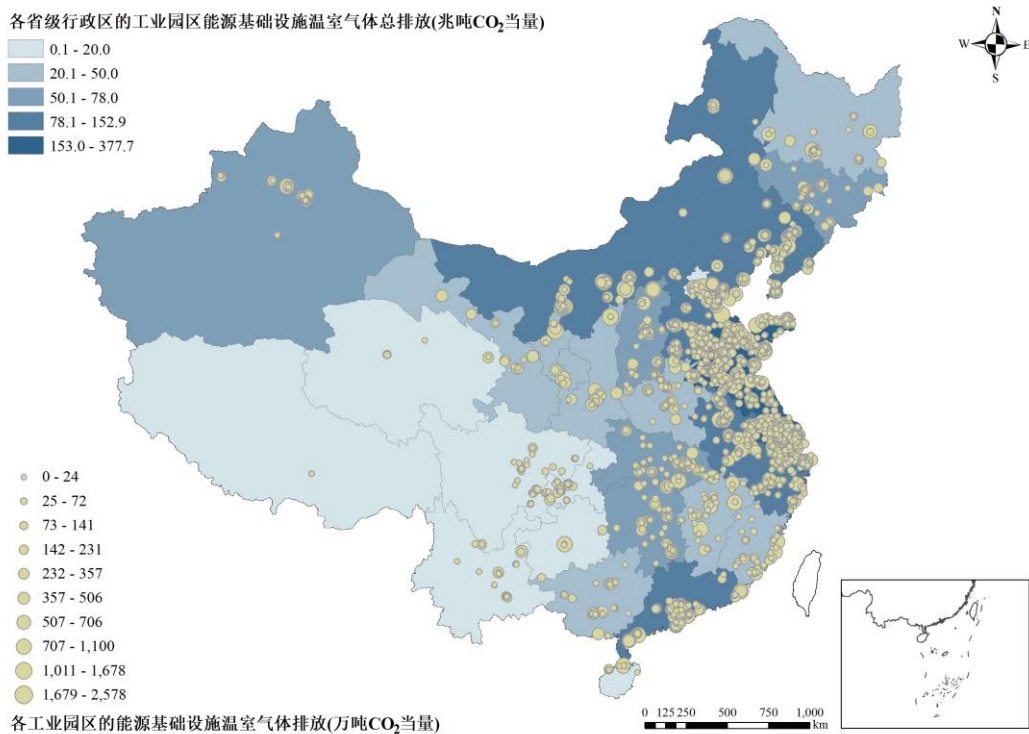 各省级行政区的工业园区能源基础设施温室气体总排放(兆吨CO₂当量)
0.1 - 20.0
20.1 - 50.0
50.1 - 78.0
78.1 - 152.9
153.0 - 377.7
N
W E
S
0 - 24
25 - 72
73 - 141
142 - 231
232 - 357
357 - 506
507 - 706
707 - 1,100
1,011 - 1,678
1,679 - 2,578
各工业园区的能源基础设施温室气体排放(万吨CO₂当量)
0 125 250 500 750 1,000
km